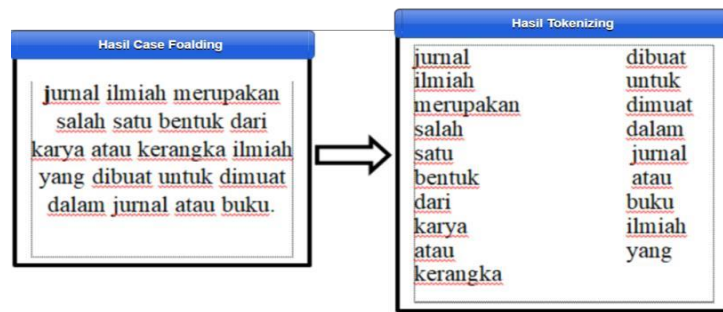 Hasil Case Foalding
jurnal ilmiah merupakan
salah satu bentuk dari
karya atau kerangka ilmiah
yang dibuat untuk dimuat
dalam jurnal atau buku.
Hasil Tokenizing
jurnal
ilmiah
merupakan
salah
satu
bentuk
dari
karya
atau
kerangka
dibuat
untuk
dimuat
dalam
jurnal
atau
buku
ilmiah
yang